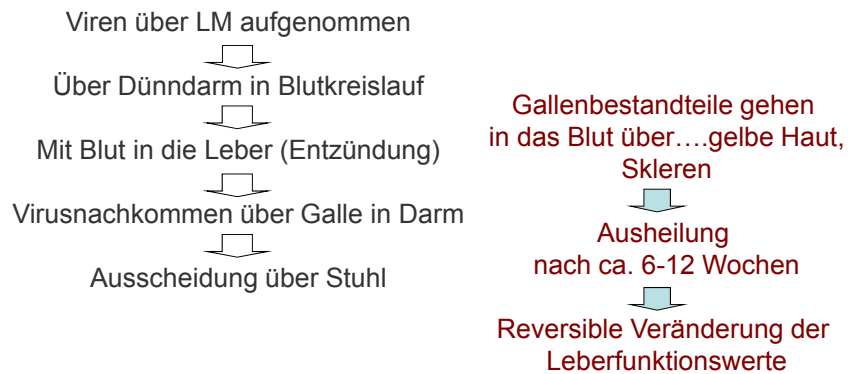 Viren über LM aufgenommen
Über Dünndarm in Blutkreislauf
Mit Blut in die Leber (Entzündung)
Virusnachkommen über Galle in Darm
Ausscheidung über Stuhl
Gallenbestandteile gehen
in das Blut über….gelbe Haut,
Skleren
Ausheilung
nach ca. 6-12 Wochen
Reversible Veränderung der
Leberfunktionswerte